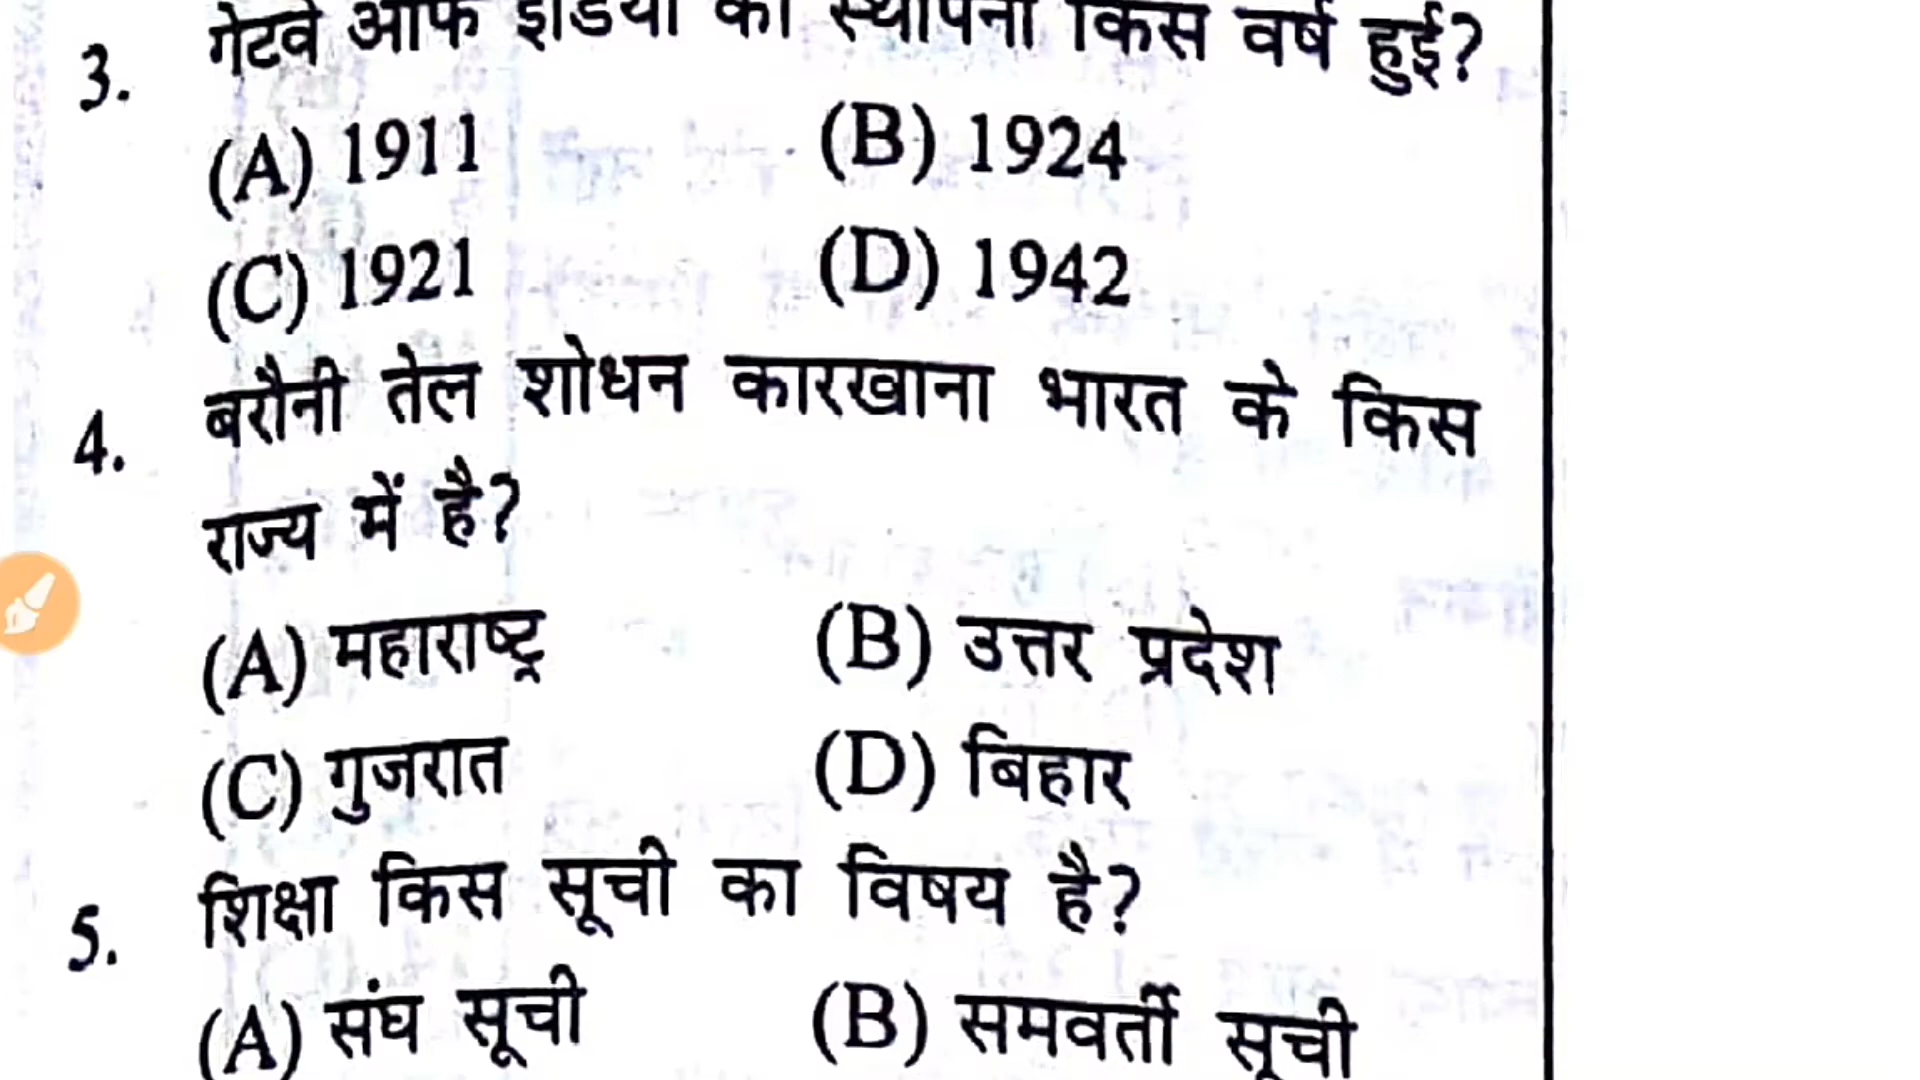 3. गेटवे ऑफ इंडिया की स्थापना किस वर्ष हुई?
(A) 1911 (B) 1924
(C) 1921 (D) 1942
4. बरौनी तेल शोधन कारखाना भारत के किस
राज्य में है?
(A) महाराष्ट्र (B) उत्तर प्रदेश
(C) गुजरात (D) बिहार
5. शिक्षा किस सूची का विषय है?
(A) संघ सूची (B) समवर्ती सूची